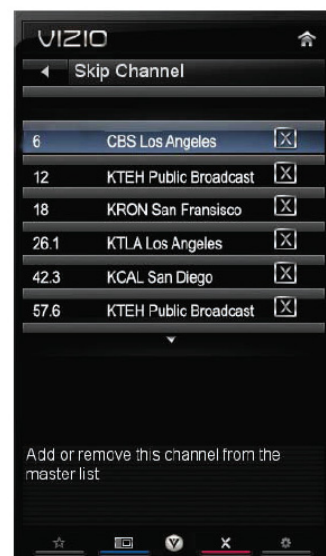 VIZIO
Skip Channel
6 CBS Los Angeles X
12 KTEH Public Broadcast X
18 KRON San Fransisco X
26.1 KTLA Los Angeles X
42.3 KCAL San Diego X
57.6 KTEH Public Broadcast X
Add or remove this channel from the
master list